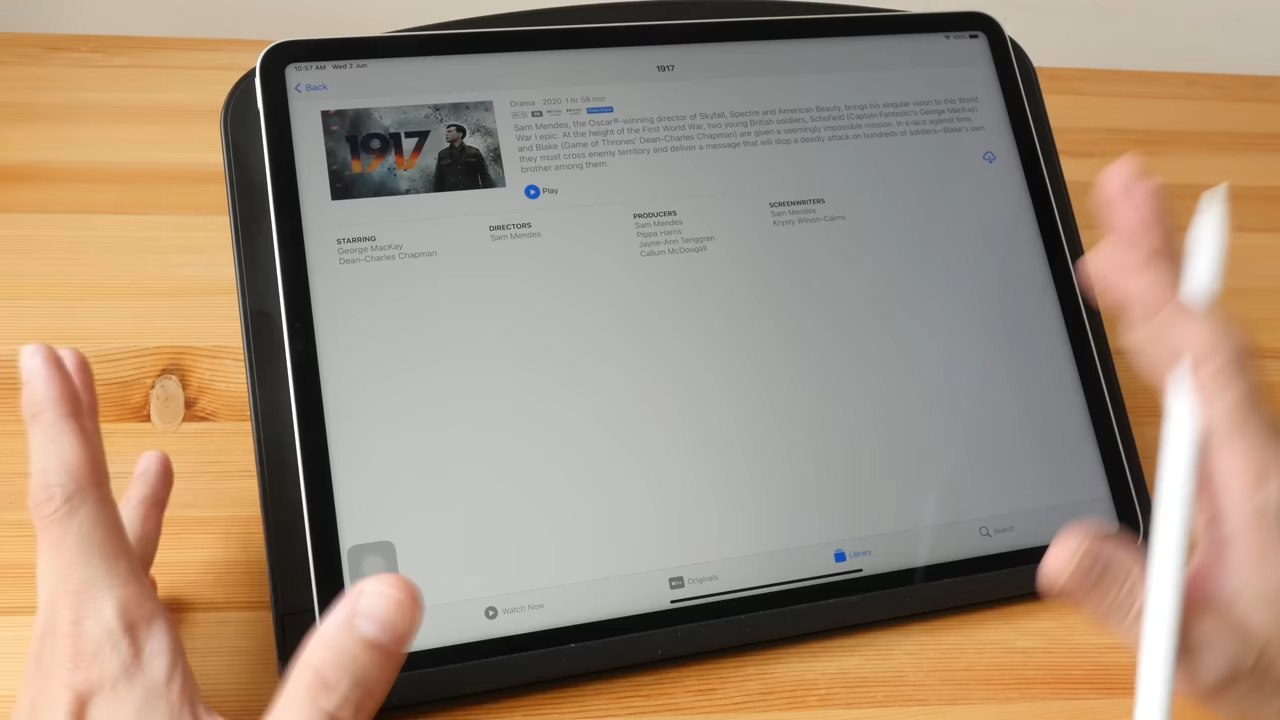 10:57 AM Wed 2 Jun
100%
Back
1917
1917
Drama · 2020 1 hr 58 min
4K
Sam Mendes, the Oscar®-winning director of Skyfall, Spectre and American Beauty, brings his singular vision to this World
War I epic. At the height of the First World War, two young British soldiers, Schofield (Captain Fantastic's George MacKay)
and Blake (Game of Thrones' Dean-Charles Chapman) are given a seemingly impossible mission. In a race against time,
they must cross enemy territory and deliver a message that will stop a deadly attack on hundreds of soldiers—Blake's own
brother among them.
Play
STARRING
George MacKay
Dean-Charles Chapman
DIRECTORS
Sam Mendes
PRODUCERS
Sam Mendes
Pippa Harris
Jayne-Ann Tenggren
Callum McDougall
SCREENWRITERS
Sam Mendes
Krysty Wilson-Cairns
Watch Now
Originals
Library
Search